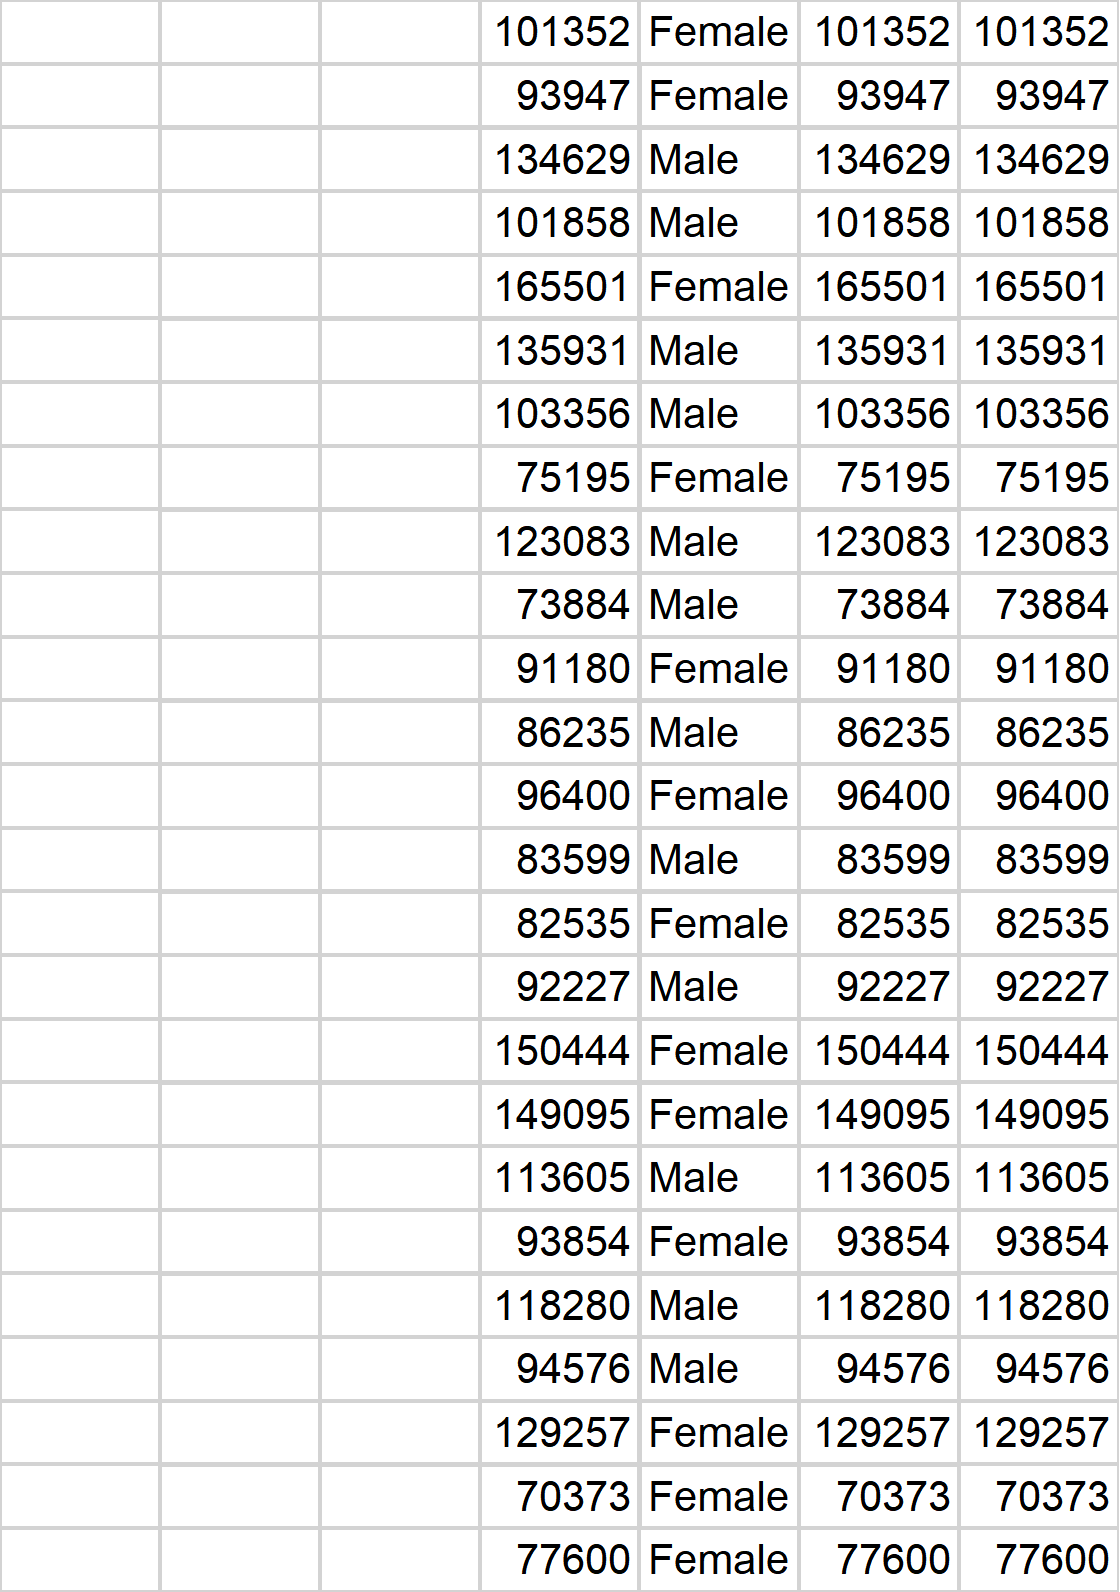 101352 Female 101352 101352
93947 Female 93947 93947
134629 Male 134629 134629
101858 Male 101858 101858
165501 Female 165501 165501
135931 Male 135931 135931
103356 Male 103356 103356
75195 Female 75195 75195
123083 Male 123083 123083
73884 Male 73884 73884
91180 Female 91180 91180
86235 Male 86235 86235
96400 Female 96400 96400
83599 Male 83599 83599
82535 Female 82535 82535
92227 Male 92227 92227
150444 Female 150444 150444
149095 Female 149095 149095
113605 Male 113605 113605
93854 Female 93854 93854
118280 Male 118280 118280
94576 Male 94576 94576
129257 Female 129257 129257
70373 Female 70373 70373
77600 Female 77600 77600